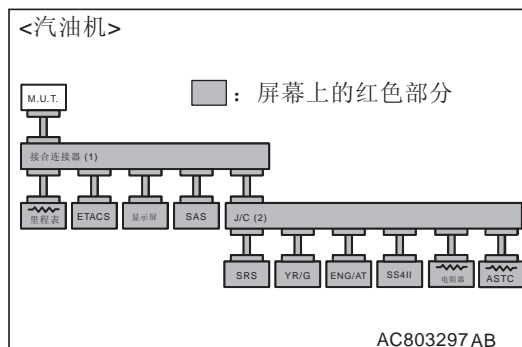 <汽油机>
M.U.T.
：屏幕上的红色部分
接合连接器 (1)
里程表
ETACS
显示屏
SAS
J/C (2)
SRS
YR/G
ENG/AT
SS4II
电阻器
ASTC
AC803297AB